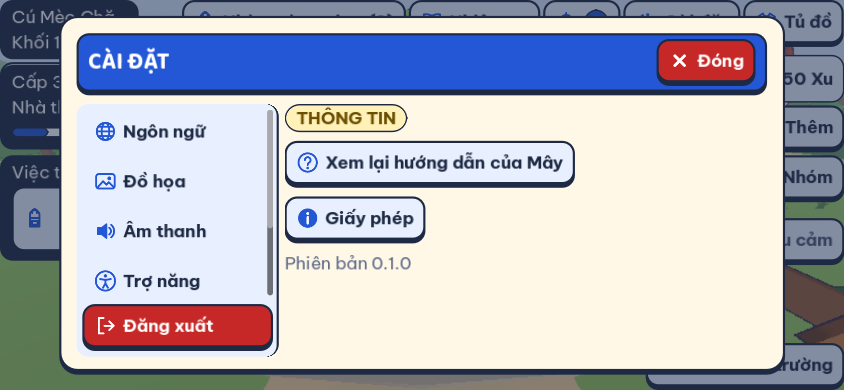 Cú Mèo Chă
Khối 1
Cấp 3
Nhà th
Việc t
Tủ đồ
50 Xu
Thêm
Nhóm
u cảm
trường
CÀI ĐẶT
Đóng
Ngôn ngữ
Đồ họa
Âm thanh
Trợ năng
Đăng xuất
THÔNG TIN
Xem lại hướng dẫn của Mây
Giấy phép
Phiên bản 0.1.0